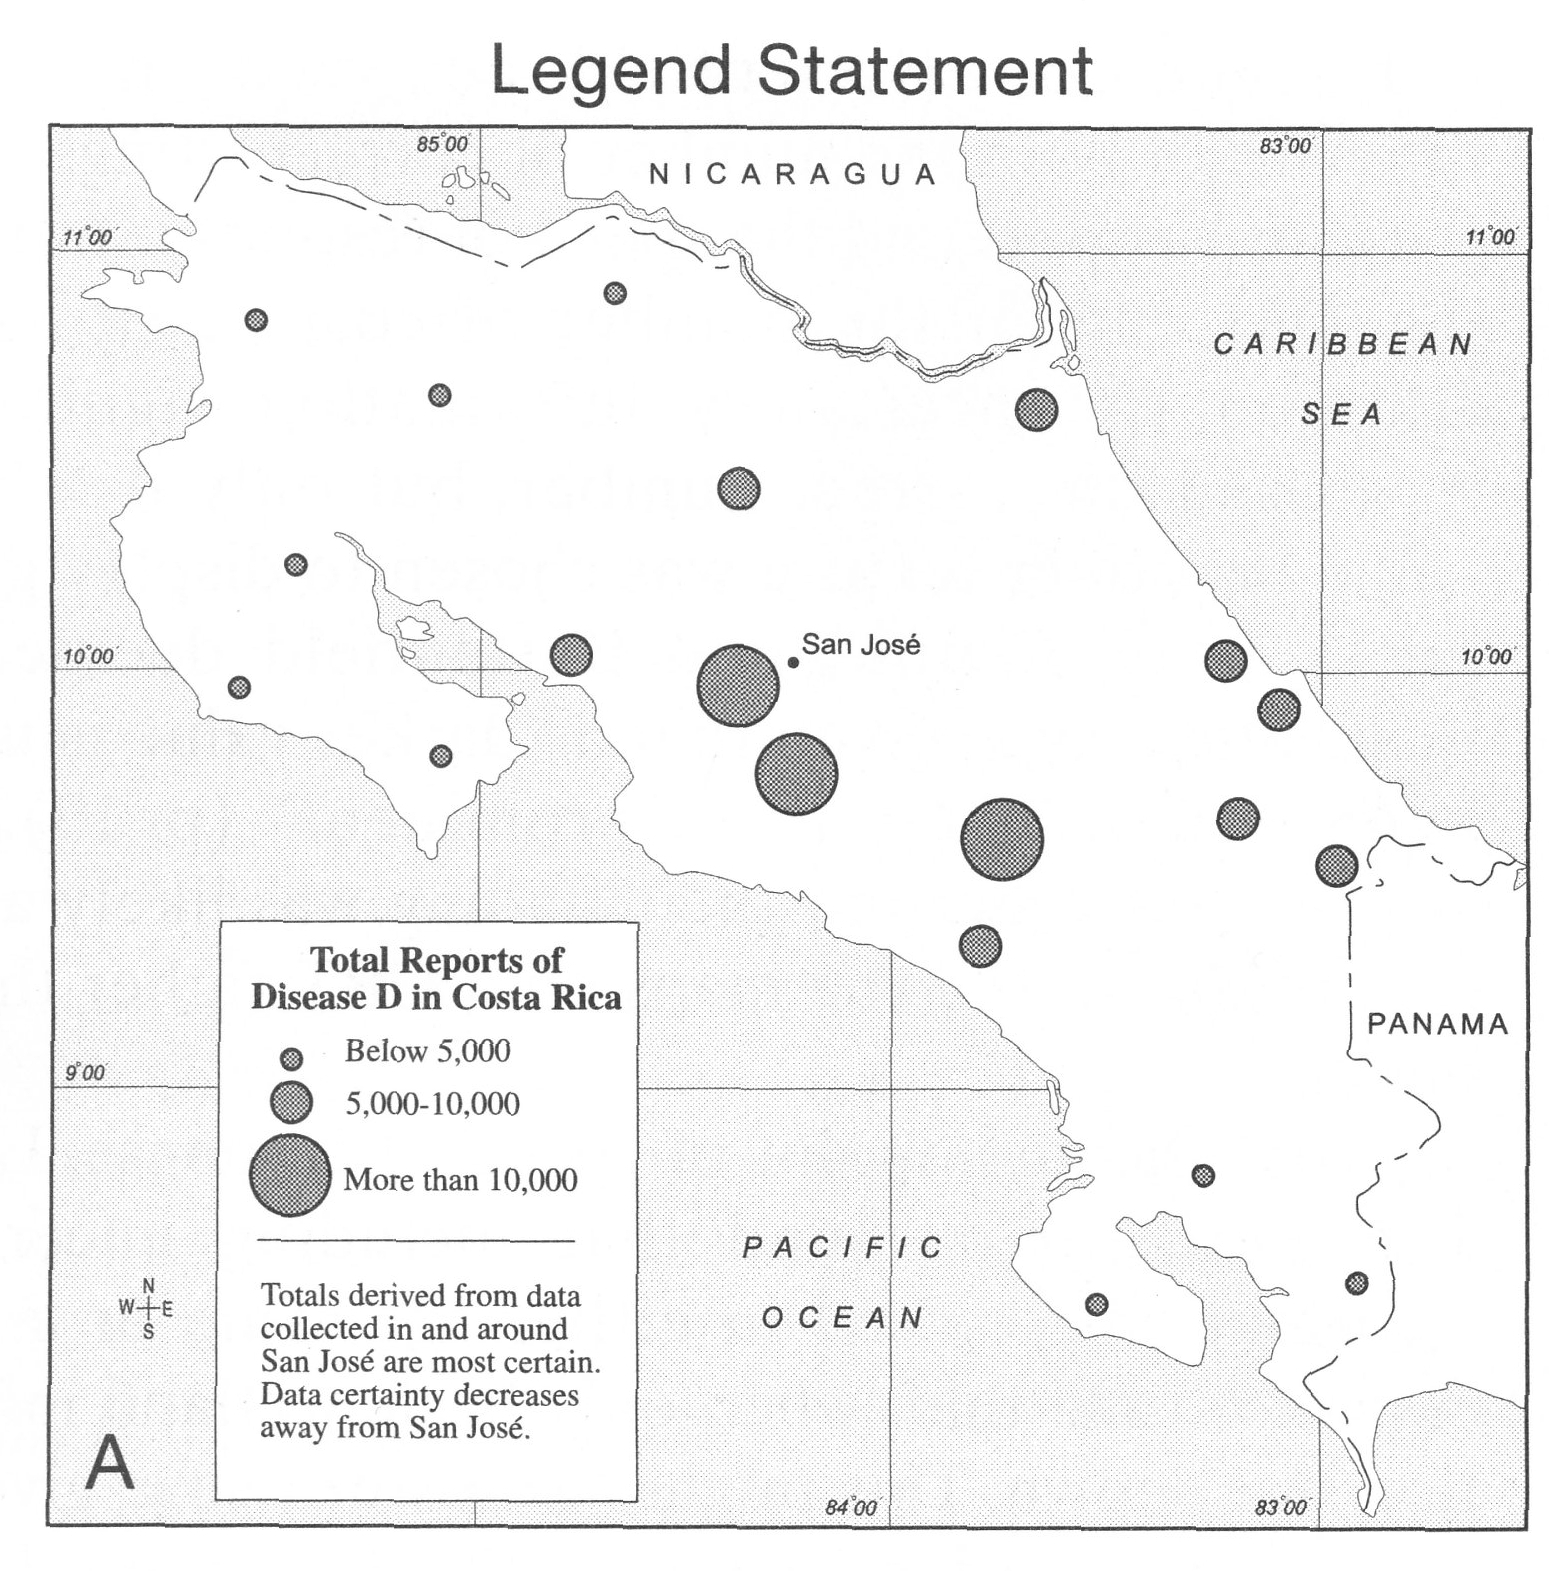 Legend Statement
85°00'
83°00'
NICARAGUA
11°00'
11°00'
CARIBBEAN
SEA
San José
10°00'
10°00'
Total Reports of
Disease D in Costa Rica
Below 5,000
5,000-10,000
More than 10,000
PANAMA
9°00'
PACIFIC
OCEAN
N
W E
S
Totals derived from data
collected in and around
San José are most certain.
Data certainty decreases
away from San José.
A
84°00'
83°00'